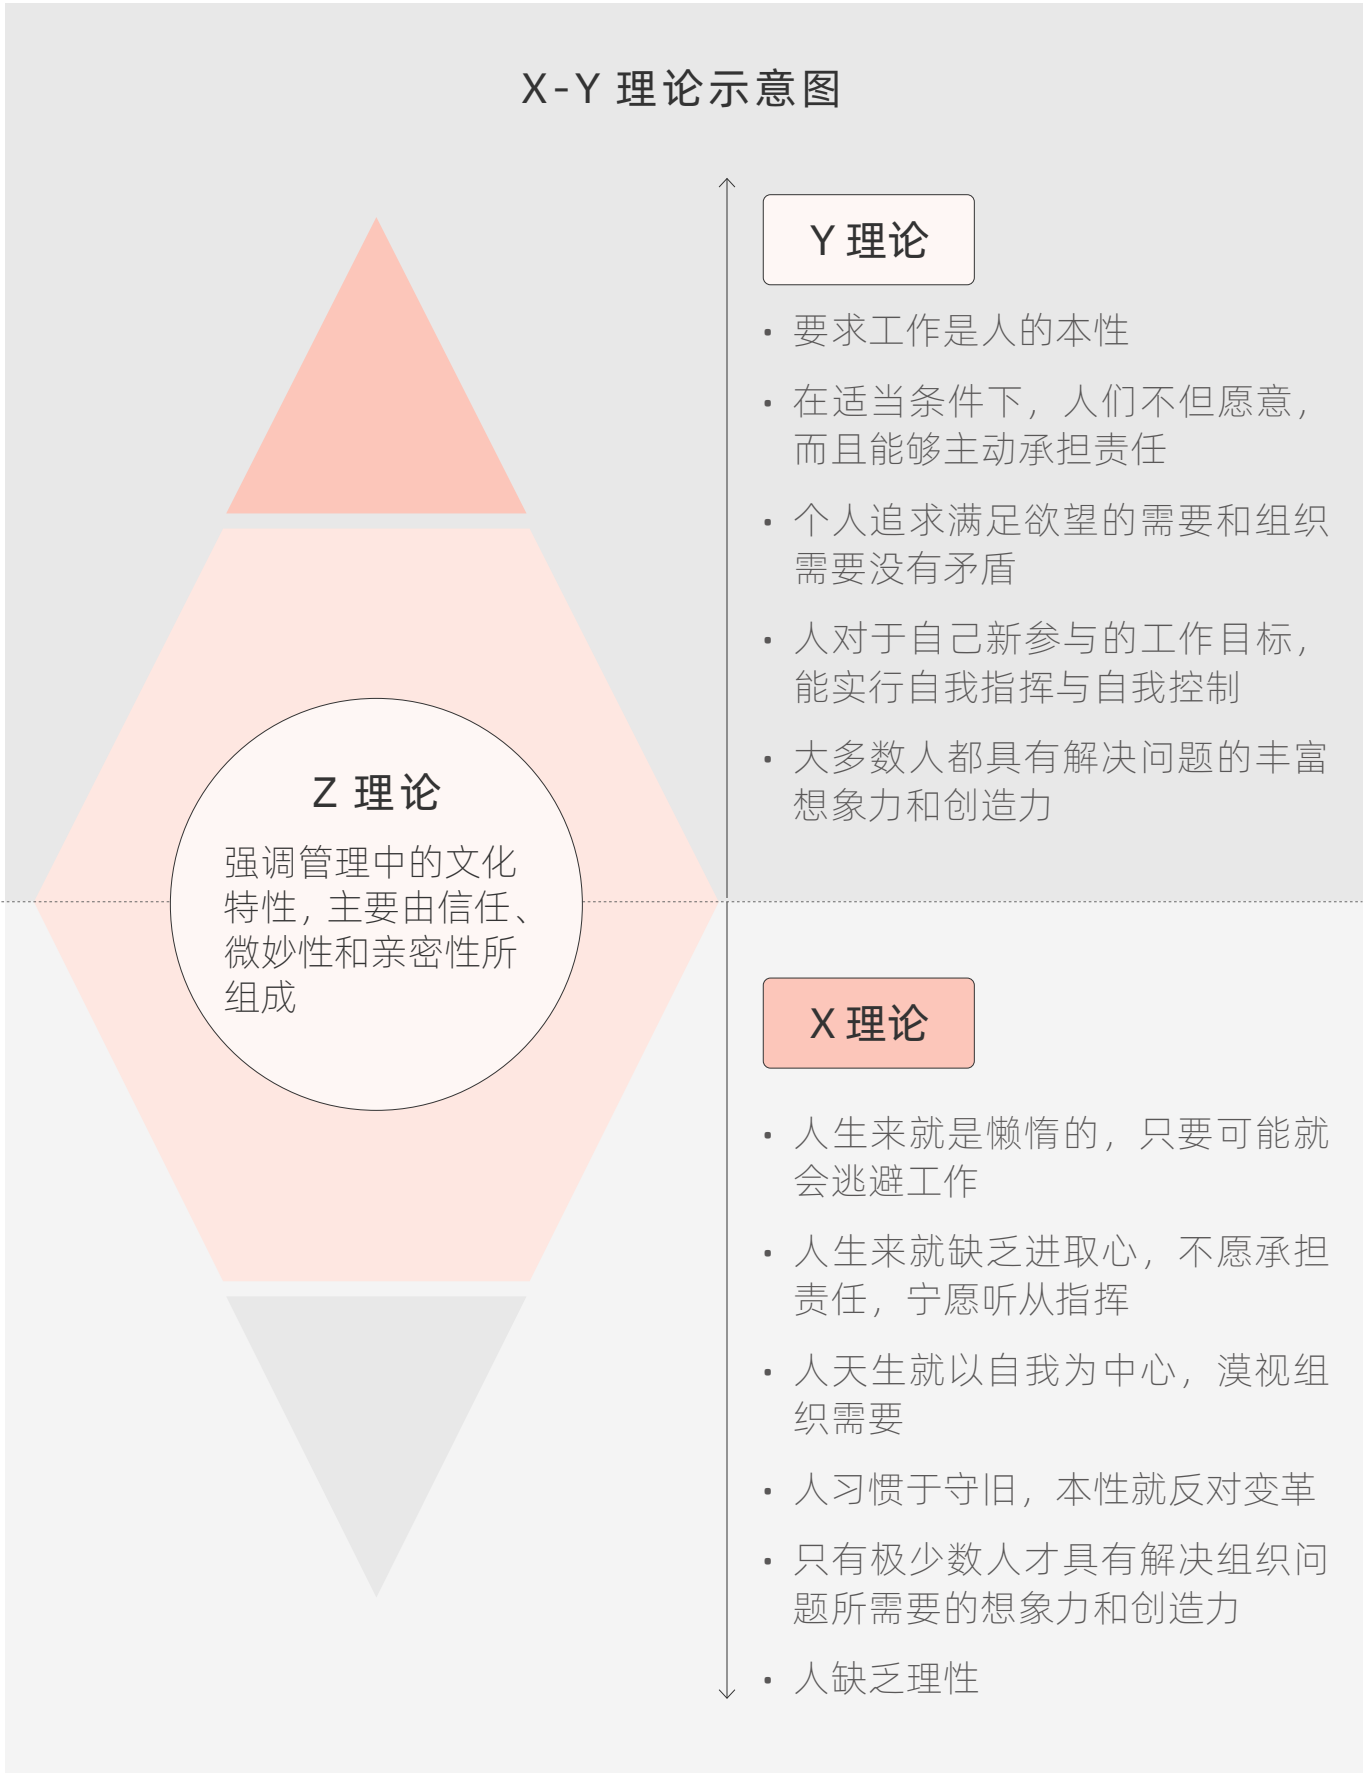 X-Y 理论示意图
Y 理论
• 要求工作是人的本性
• 在适当条件下，人们不但愿意，
而且能够主动承担责任
• 个人追求满足欲望的需要和组织
需要没有矛盾
• 人对于自己新参与的工作目标，
能实行自我指挥与自我控制
• 大多数人都具有解决问题的丰富
想象力和创造力
Z 理论
强调管理中的文化
特性，主要由信任、
微妙性和亲密性所
组成
X 理论
• 人生来就是懒惰的，只要可能就
会逃避工作
• 人生来就缺乏进取心，不愿承担
责任，宁愿听从指挥
• 人天生就以自我为中心，漠视组
织需要
• 人习惯于守旧，本性就反对变革
• 只有极少数人才具有解决组织问
题所需要的想象力和创造力
• 人缺乏理性